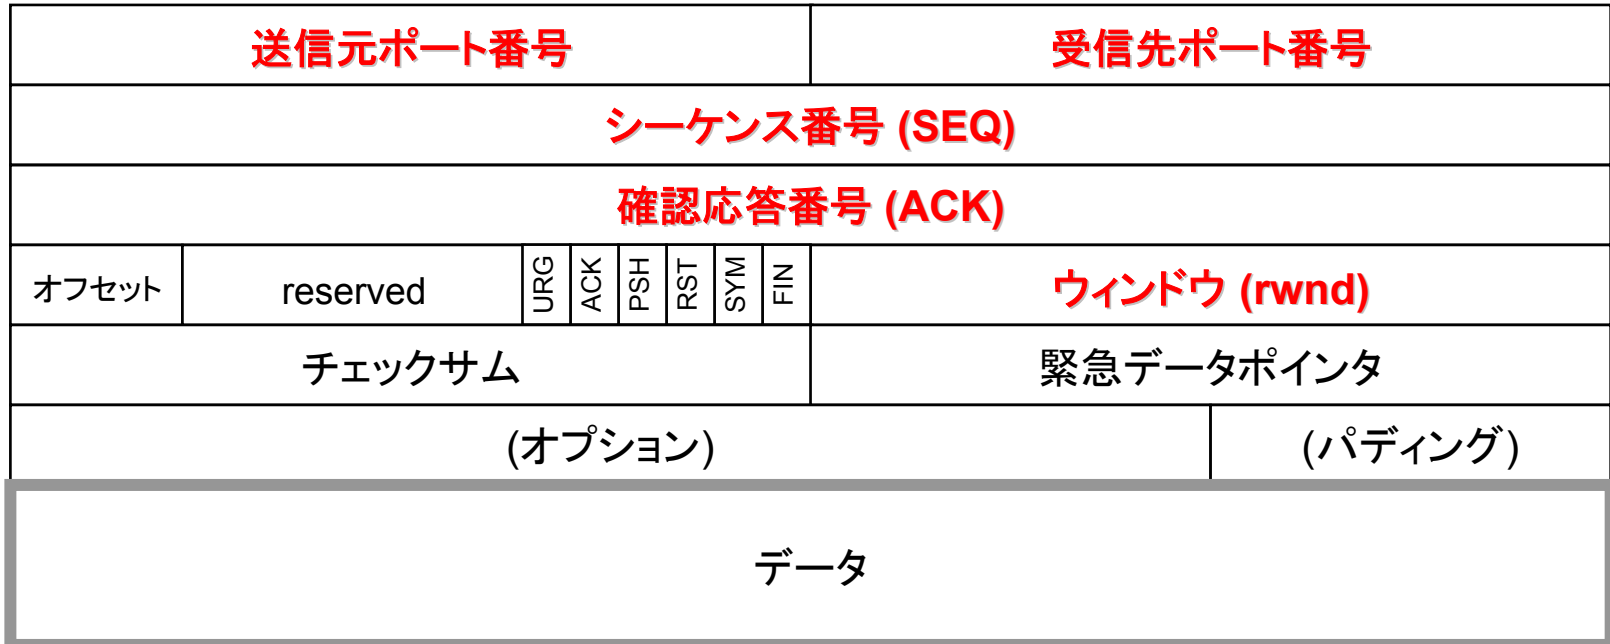 送信元ポート番号 受信先ポート番号
シーケンス番号 (SEQ)
確認応答番号 (ACK)
オフセット reserved URG ACK PSH RST SYM FIN ウィンドウ (rwnd)
チェックサム 緊急データポインタ
(オプション) (パディング)
データ